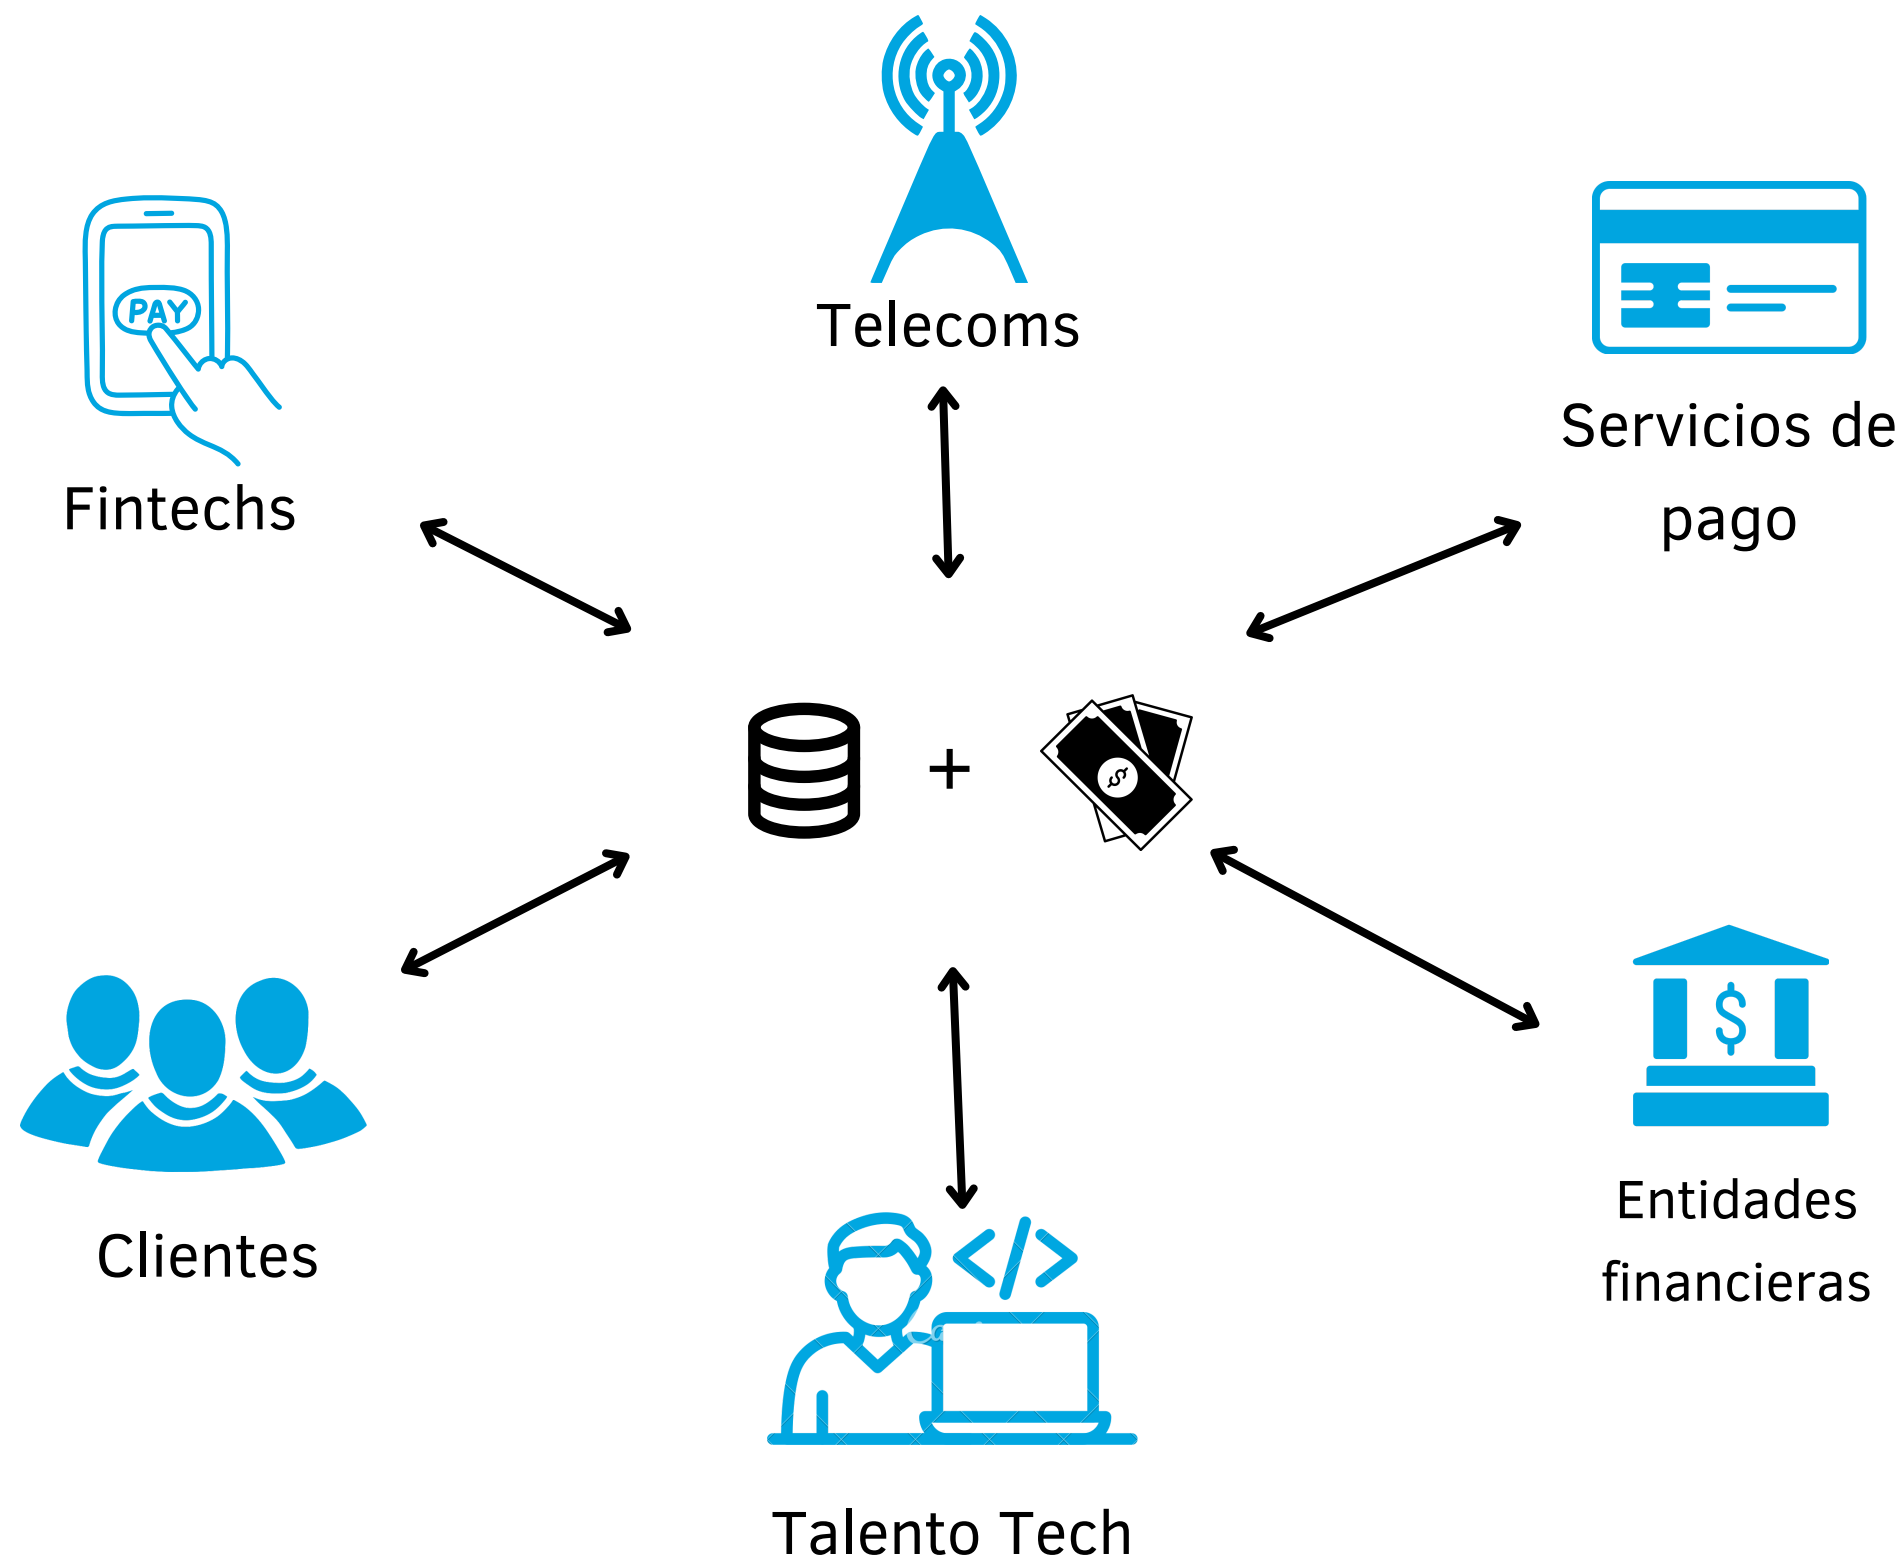 Telecoms
PAY
Fintechs
Servicios de
pago
+
$
$
Clientes
Entidades
financieras
</>
Talento Tech